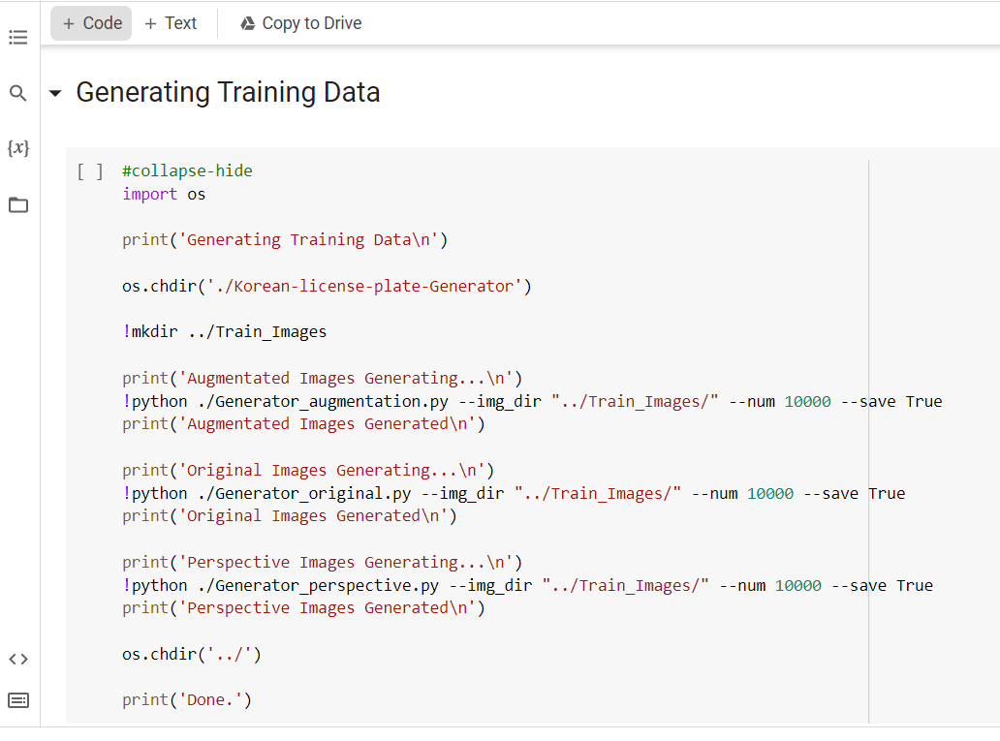 + Code + Text Copy to Drive
Generating Training Data
{x}
[ ] #collapse-hide
import os
print('Generating Training Data\n')
os.chdir('./Korean-license-plate-Generator')
!mkdir ../Train_Images
print('Augmentated Images Generating...\n')
!python ./Generator_augmentation.py --img_dir "../Train_Images/" --num 10000 --save True
print('Augmentated Images Generated\n')
print('Original Images Generating...\n')
!python ./Generator_original.py --img_dir "../Train_Images/" --num 10000 --save True
print('Original Images Generated\n')
print('Perspective Images Generating...\n')
!python ./Generator_perspective.py --img_dir "../Train_Images/" --num 10000 --save True
print('Perspective Images Generated\n')
os.chdir('../')
print('Done.')